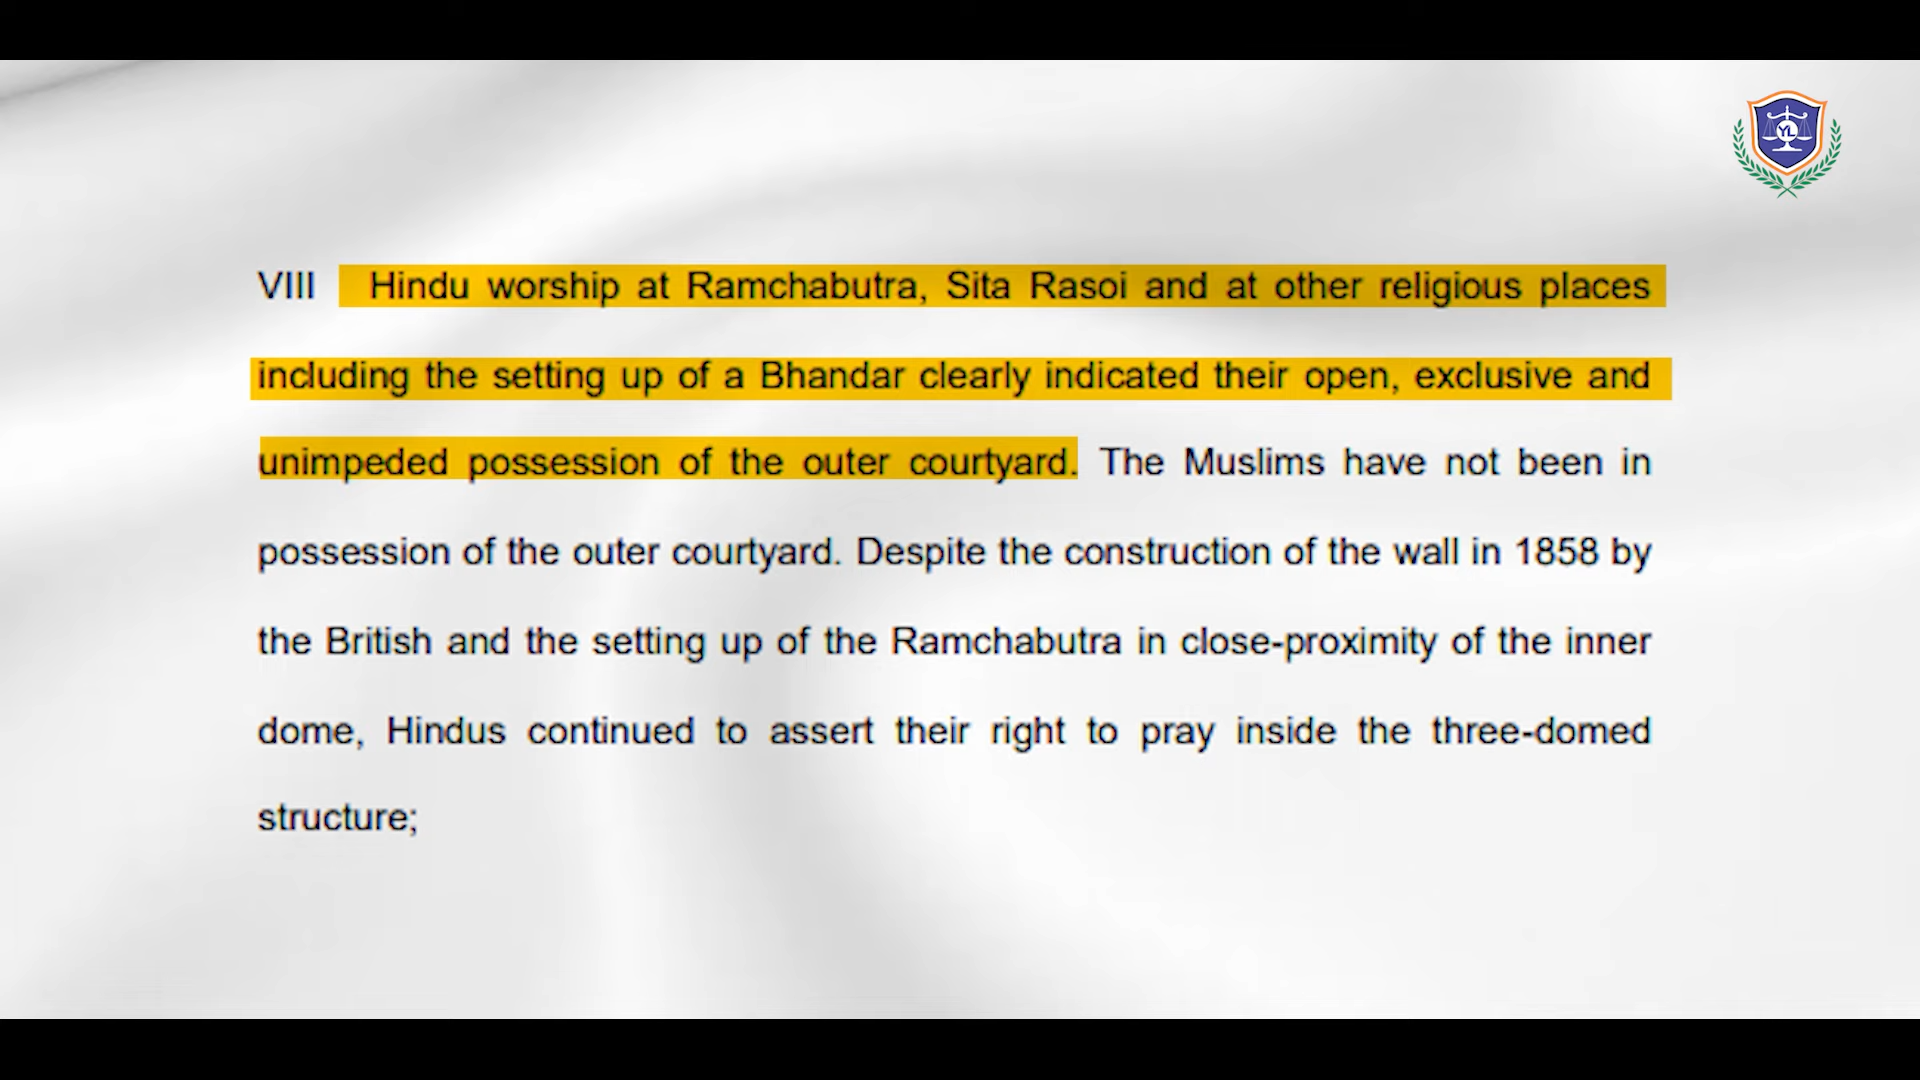 YL
VIII Hindu worship at Ramchabutra, Sita Rasoi and at other religious places
including the setting up of a Bhandar clearly indicated their open, exclusive and
unimpeded possession of the outer courtyard. The Muslims have not been in
possession of the outer courtyard. Despite the construction of the wall in 1858 by
the British and the setting up of the Ramchabutra in close-proximity of the inner
dome, Hindus continued to assert their right to pray inside the three-domed
structure;